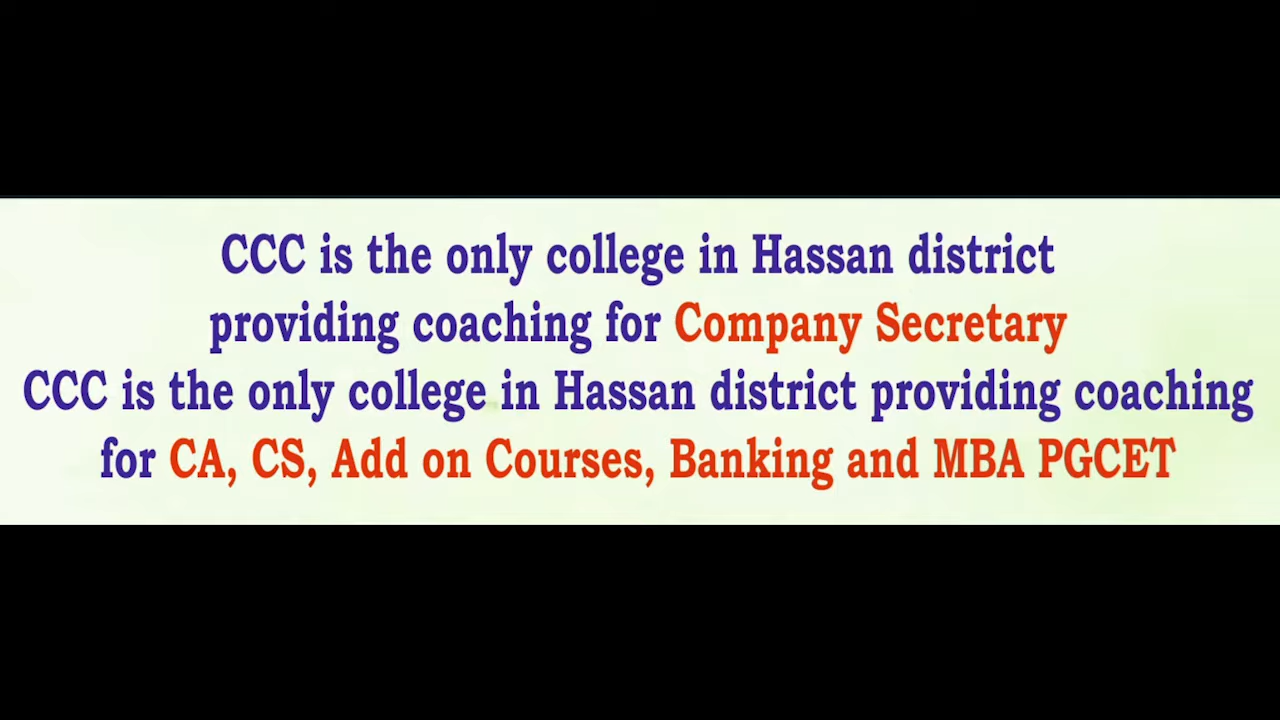 CCC is the only college in Hassan district
providing coaching for Company Secretary
CCC is the only college in Hassan district providing coaching
for CA, CS, Add on Courses, Banking and MBA PGCET